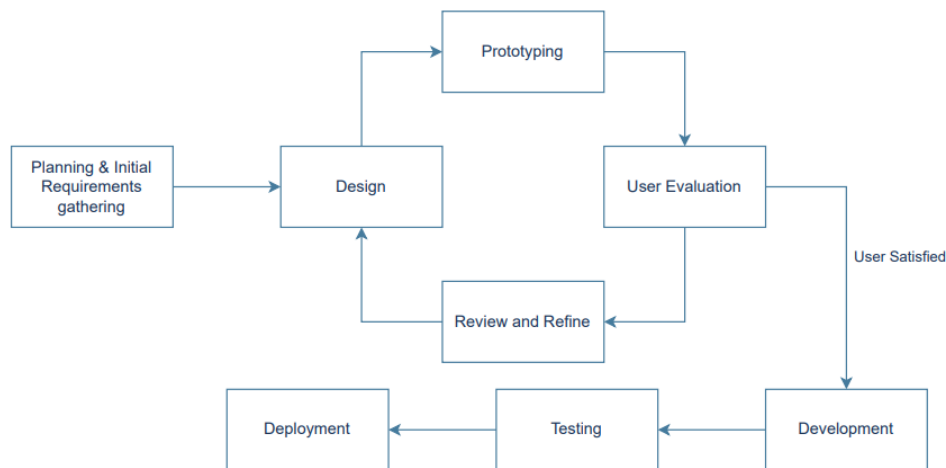 Prototyping
Planning & Initial
Requirements
gathering
Design
User Evaluation
User Satisfied
Review and Refine
Deployment
Testing
Development